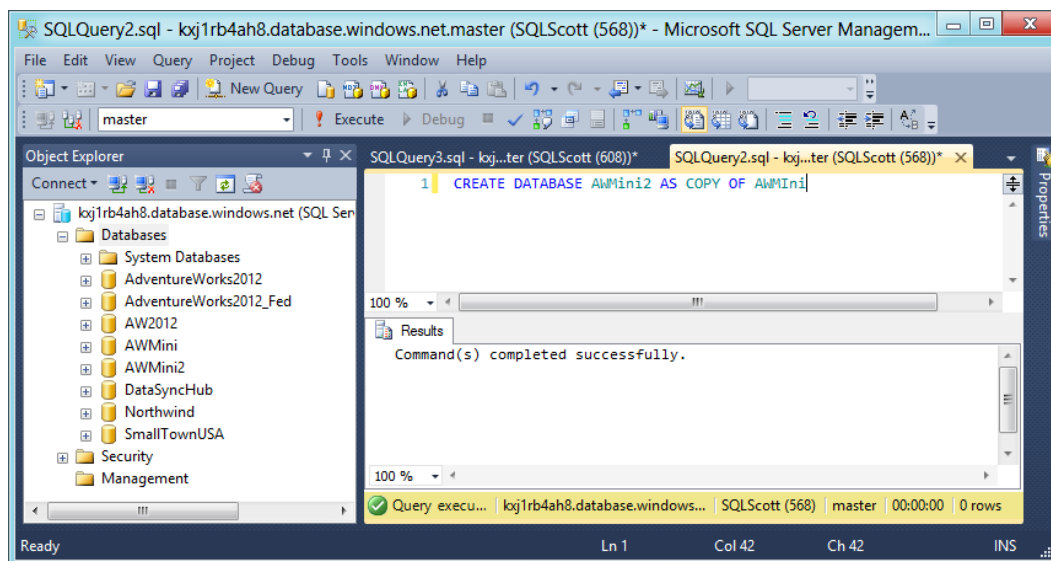 SQLQuery2.sql - kxj1rb4ah8.database.windows.net.master (SQLScott (568))* - Microsoft SQL Server Managem...
File Edit View Query Project Debug Tools Window Help
New Query
master Execute Debug
Object Explorer
Connect
kxj1rb4ah8.database.windows.net (SQL Ser
Databases
System Databases
AdventureWorks2012
AdventureWorks2012_Fed
AW2012
AWMini
AWMini2
DataSyncHub
Northwind
SmallTownUSA
Security
Management
SQLQuery3.sql - kxj...ter (SQLScott (608))* SQLQuery2.sql - kxj...ter (SQLScott (568))*
1 CREATE DATABASE AWMini2 AS COPY OF AWMIni
100 %
Results
Command(s) completed successfully.
100 %
Query execu... kxj1rb4ah8.database.windows... SQLScott (568) master 00:00:00 0 rows
Properties
Ready Ln 1 Col 42 Ch 42 INS